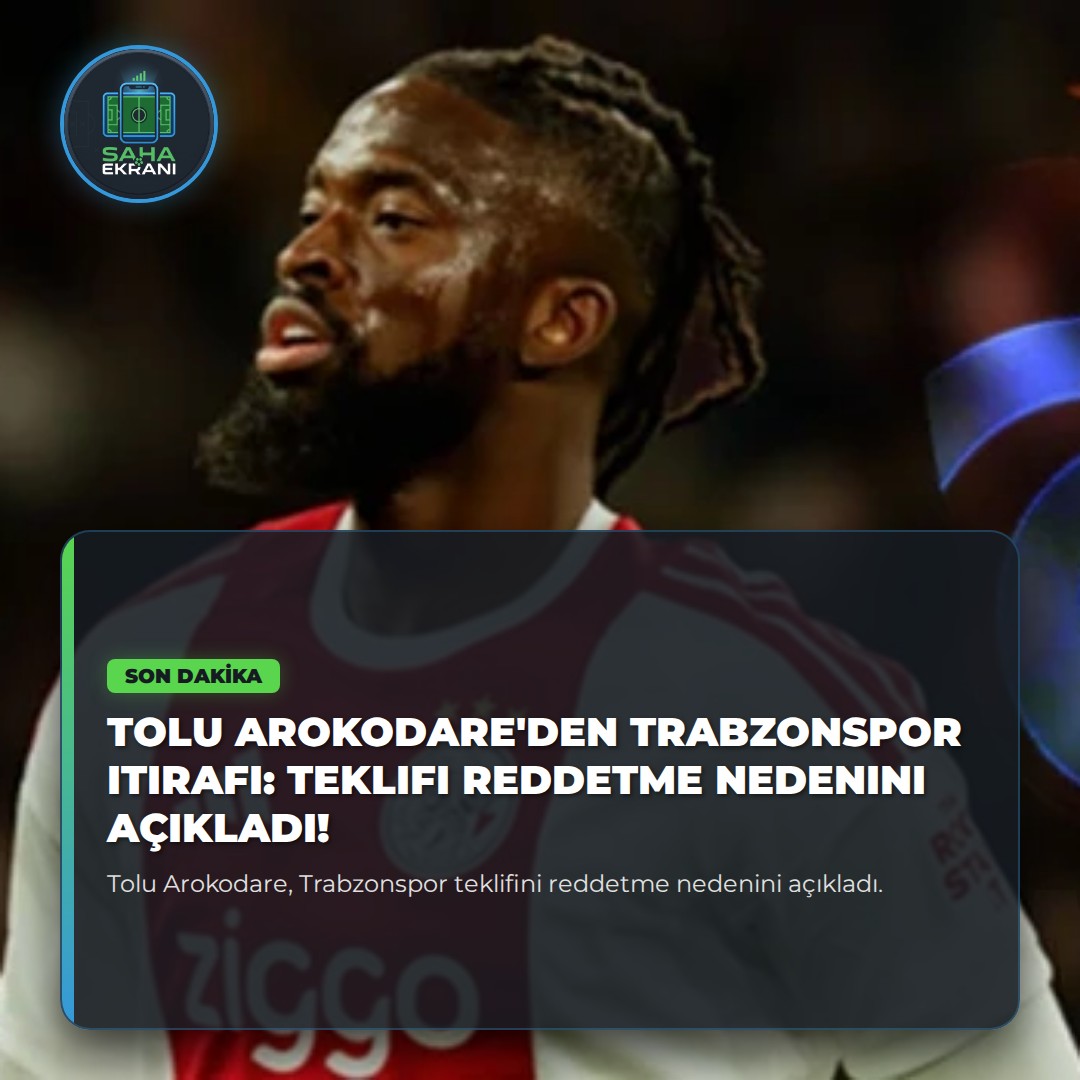 SAHA
EKRANI
SON DAKİKA
TOLU AROKODARE'DEN TRABZONSPOR
ITIRAFI: TEKLIFI REDDETME NEDENINI
AÇIKLADI!
Tolu Arokodare, Trabzonspor teklifini reddetme nedenini açıkladı.
ziggo